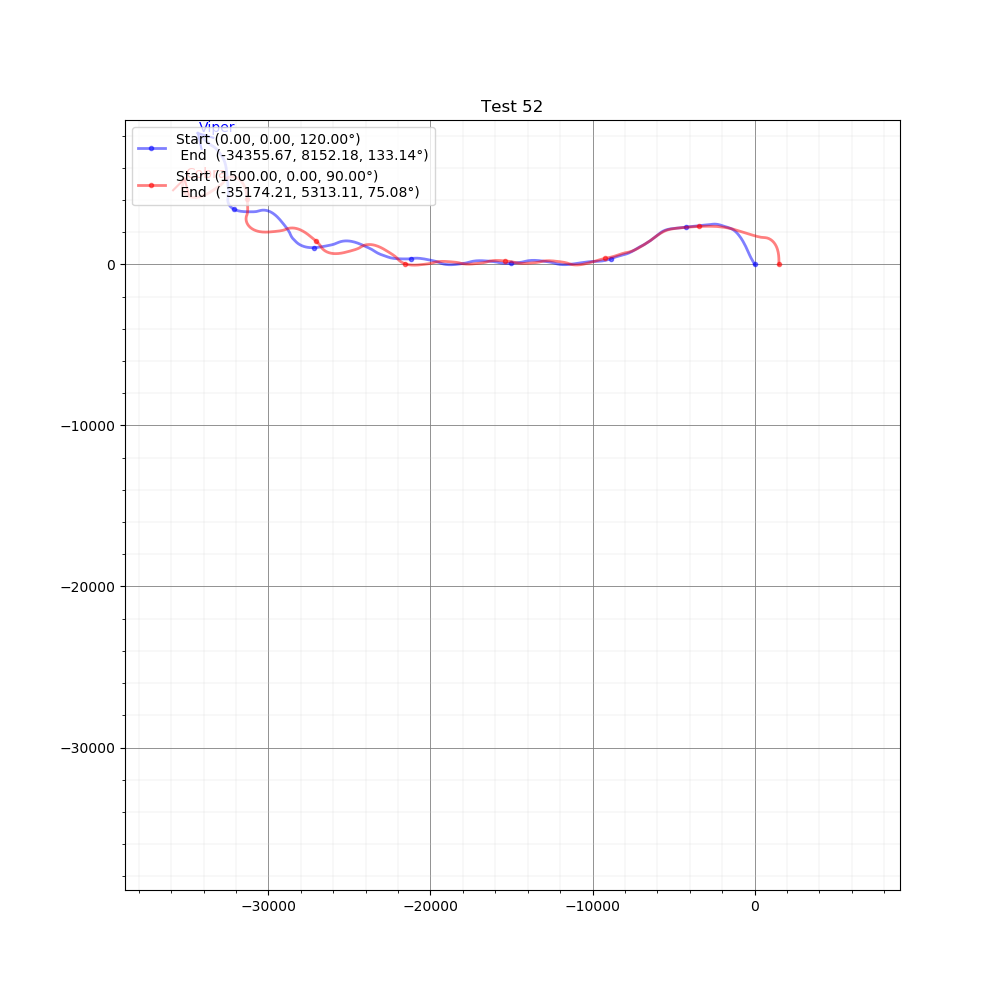 Test 52
Viper
Start (0.00, 0.00, 120.00°)
End (-34355.67, 8152.18, 133.14°)
Start (1500.00, 0.00, 90.00°)
End (-35174.21, 5313.11, 75.08°)
0
−10000
−20000
−30000
−30000 −20000 −10000 0